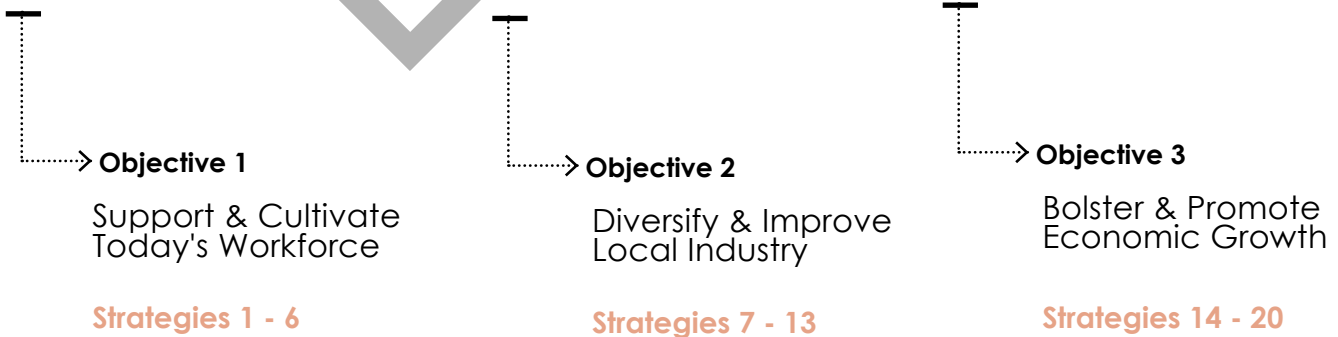 Objective 1
Support & Cultivate
Today's Workforce
Strategies 1 - 6
Objective 2
Diversify & Improve
Local Industry
Strategies 7 - 13
Objective 3
Bolster & Promote
Economic Growth
Strategies 14 - 20